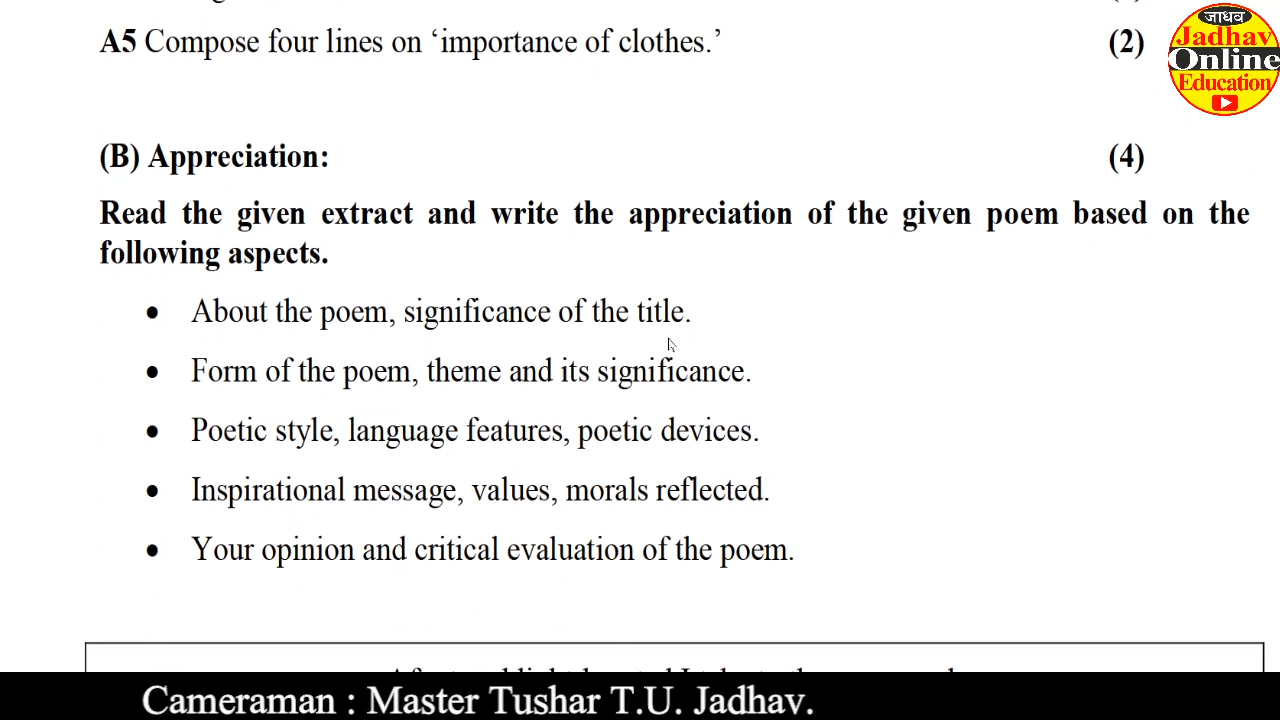 A5 Compose four lines on ‘importance of clothes.’ (2)
जाधव
Jadhav
Online
Education
(B) Appreciation: (4)
Read the given extract and write the appreciation of the given poem based on the
following aspects.
• About the poem, significance of the title.
• Form of the poem, theme and its significance.
• Poetic style, language features, poetic devices.
• Inspirational message, values, morals reflected.
• Your opinion and critical evaluation of the poem.
Cameraman : Master Tushar T.U. Jadhav.